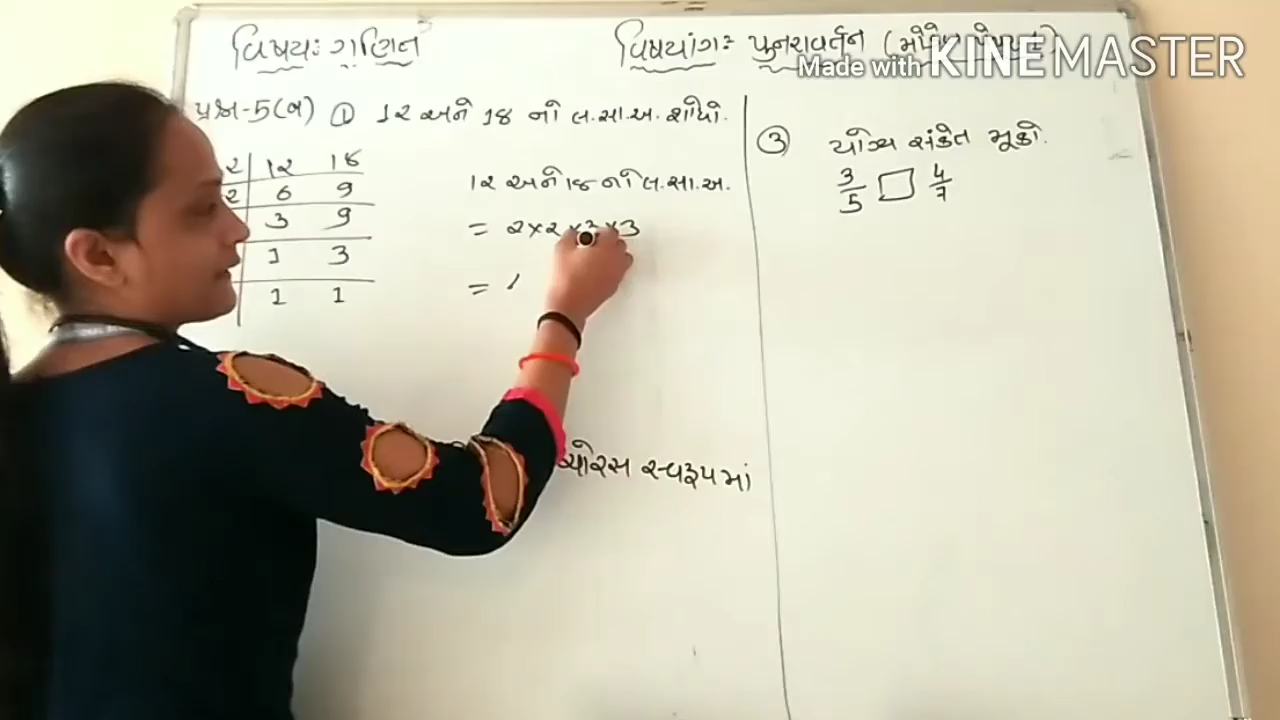 વિષય: ગણિત
વિષયાંગ:- પુનરાવર્તન
Made with KINEMASTER
પ્રશ્ન-5(બ) ① 12 અને 18 નો લ.સા.અ. શોધો.
2 12 18
2 6 9
3 9
1 3
1 1
12 અને 18 નો લ.સા.અ.
= 2×2×3×3
=
ચોરસ સ્વરૂપમાં
③ યોગ્ય સંકેત મૂકો.
3/5 □ 4/7